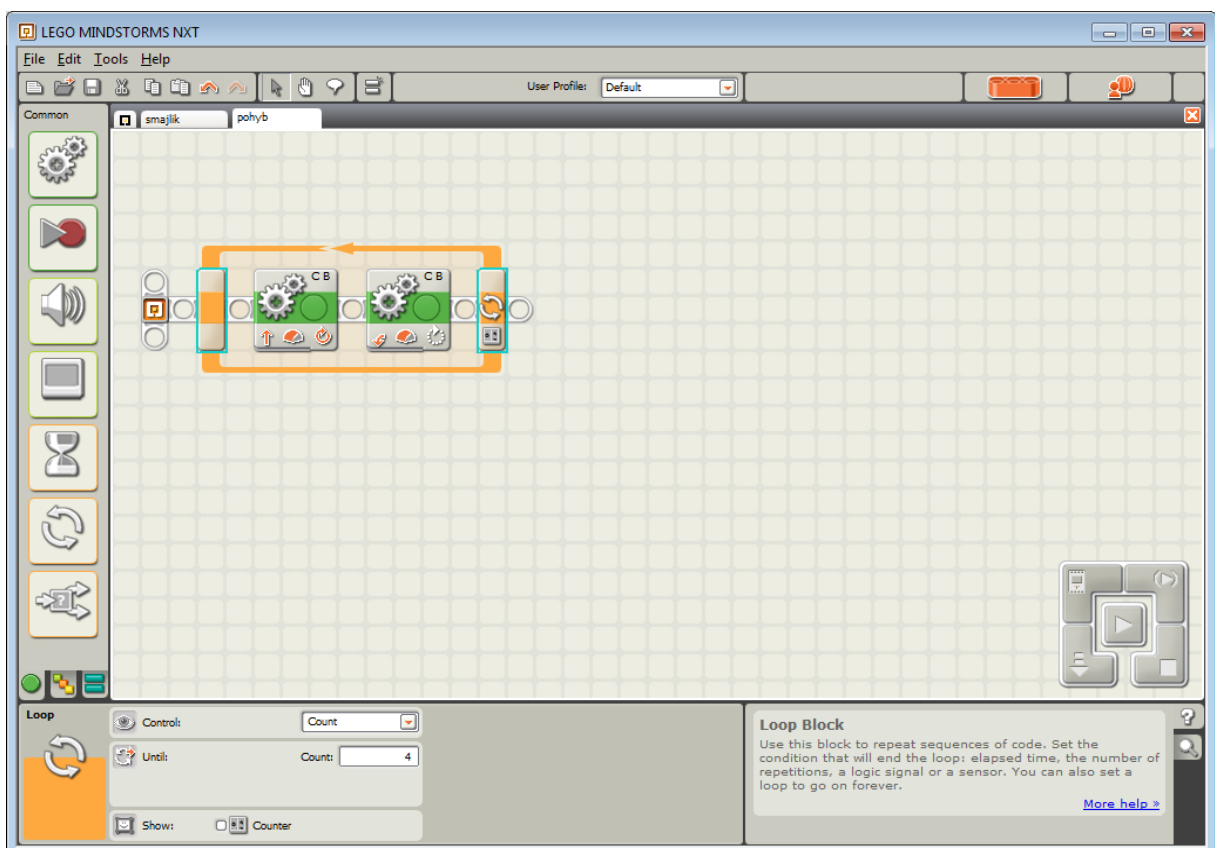 LEGO MINDSTORMS NXT
File Edit Tools Help
User Profile: Default
Common
smajlik pohyb
C B C B
Loop
Control: Count
Until: Count: 4
Show: Counter
Loop Block
Use this block to repeat sequences of code. Set the
condition that will end the loop: elapsed time, the number of
repetitions, a logic signal or a sensor. You can also set a
loop to go on forever.
More help »